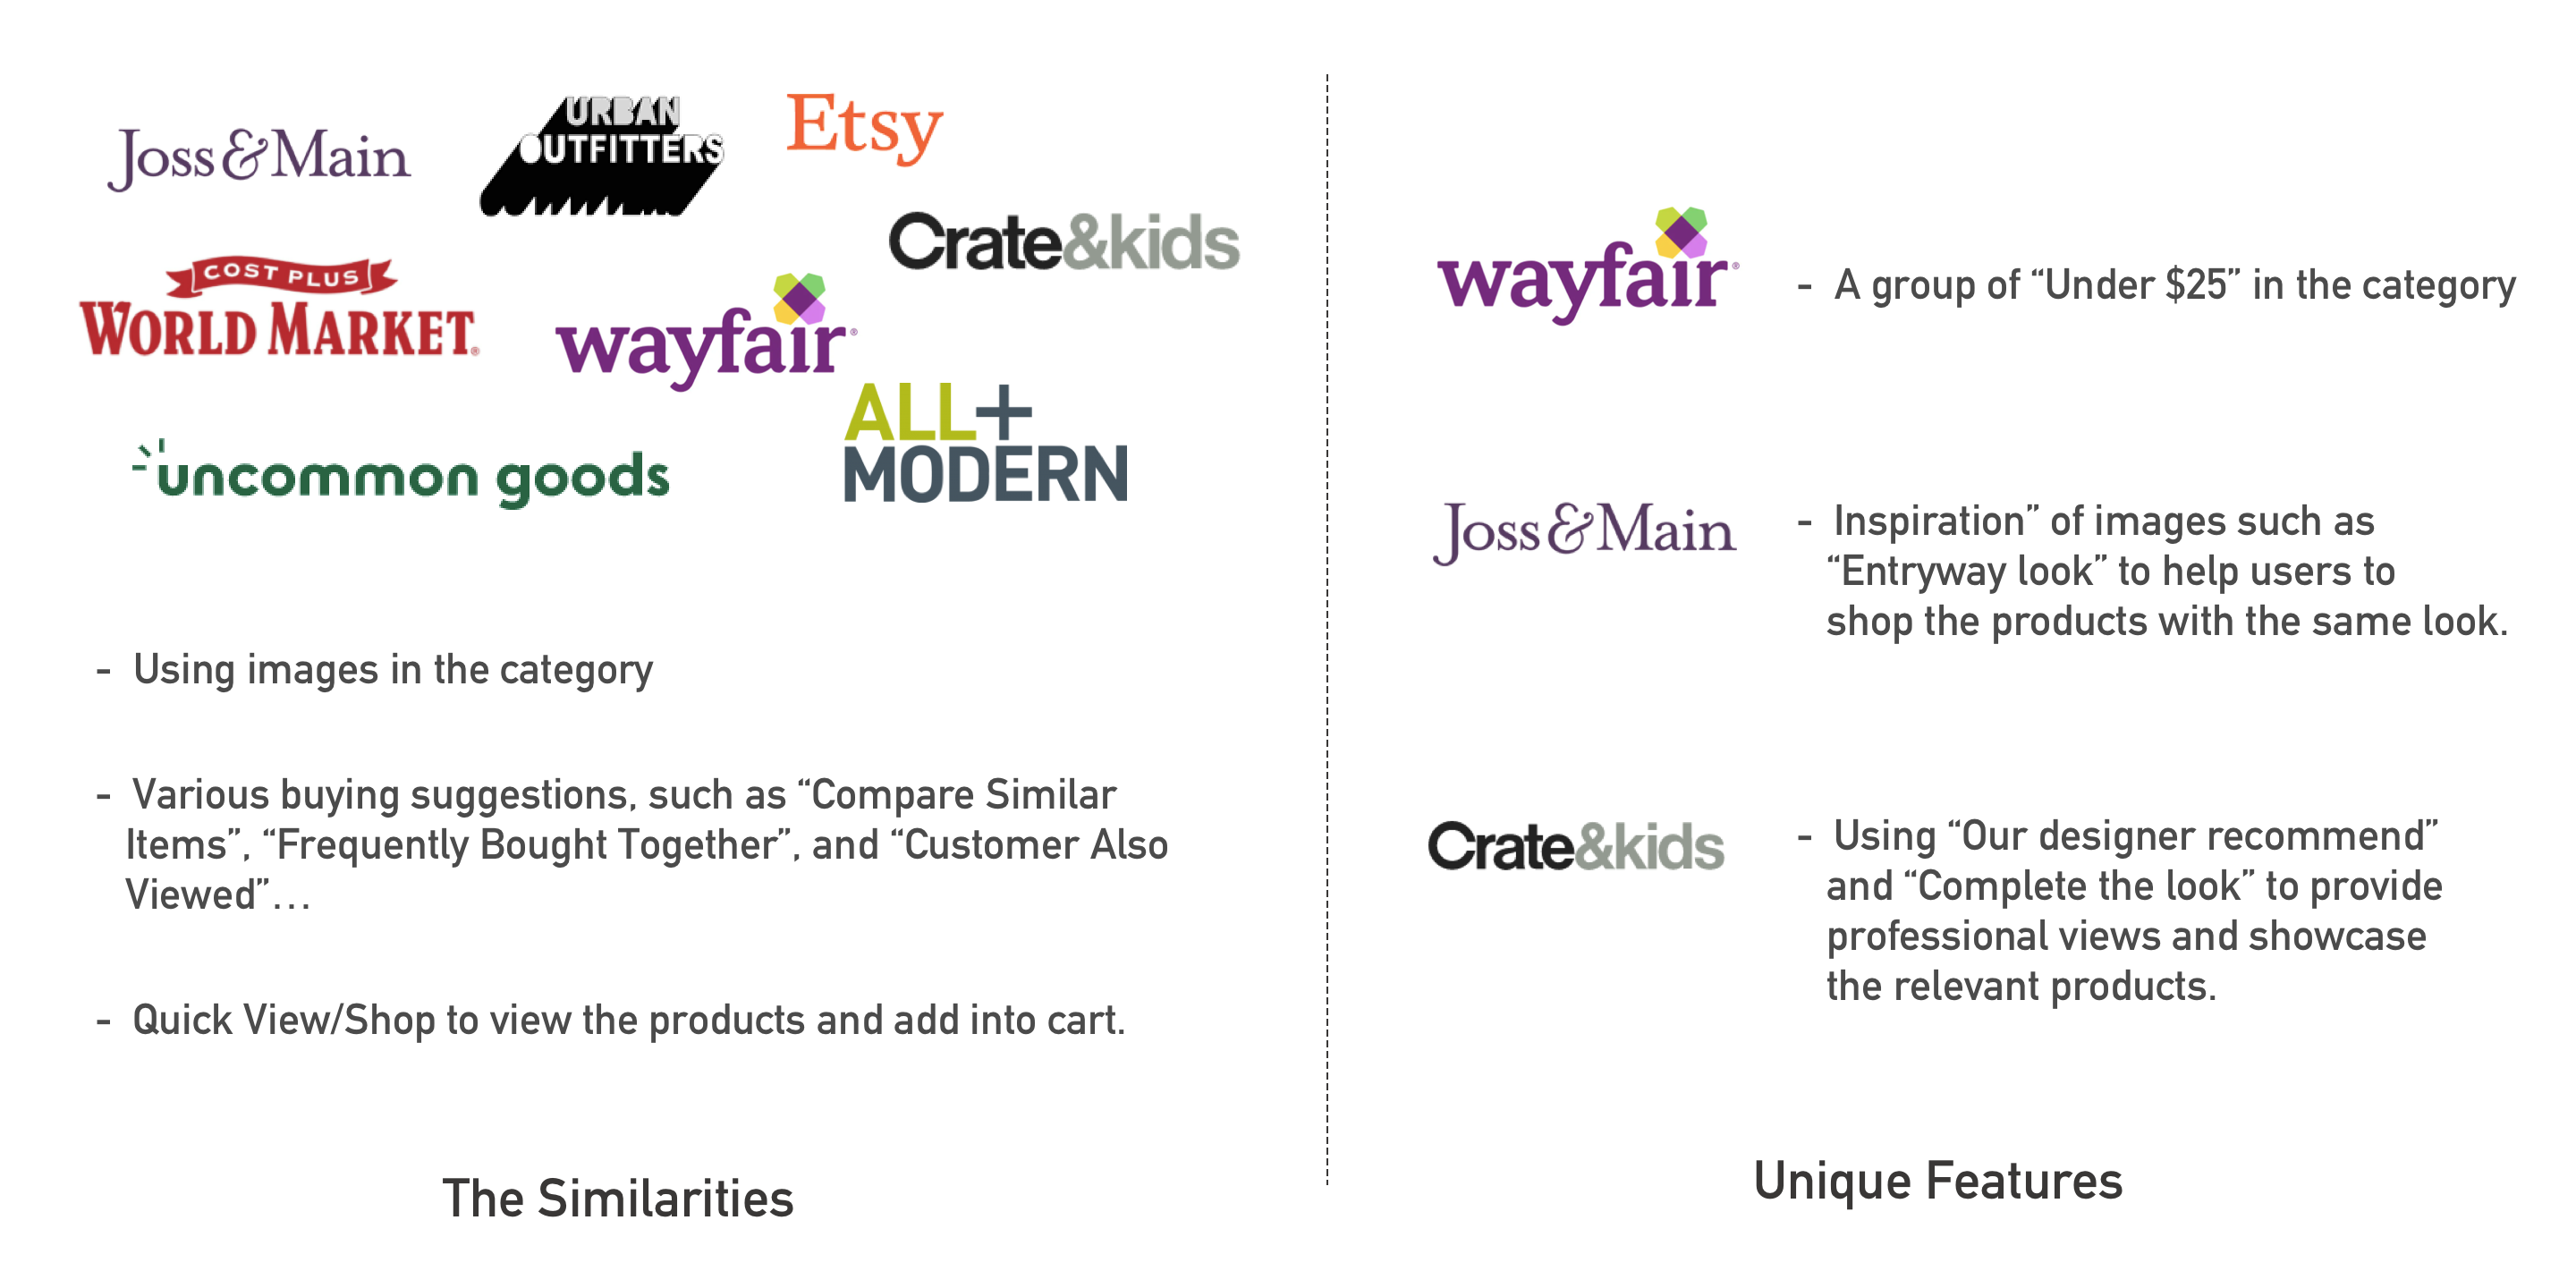 Joss&Main
URBAN
OUTFITTERS
Etsy
Crate&kids
COST PLUS
WORLD MARKET®
wayfair®
ALL+
MODERN
uncommon goods
- Using images in the category
- Various buying suggestions, such as “Compare Similar
Items”, “Frequently Bought Together”, and “Customer Also
Viewed”...
- Quick View/Shop to view the products and add into cart.
The Similarities
wayfair®
- A group of “Under $25” in the category
Joss&Main
- Inspiration” of images such as
“Entryway look” to help users to
shop the products with the same look.
Crate&kids
- Using “Our designer recommend”
and “Complete the look” to provide
professional views and showcase
the relevant products.
Unique Features